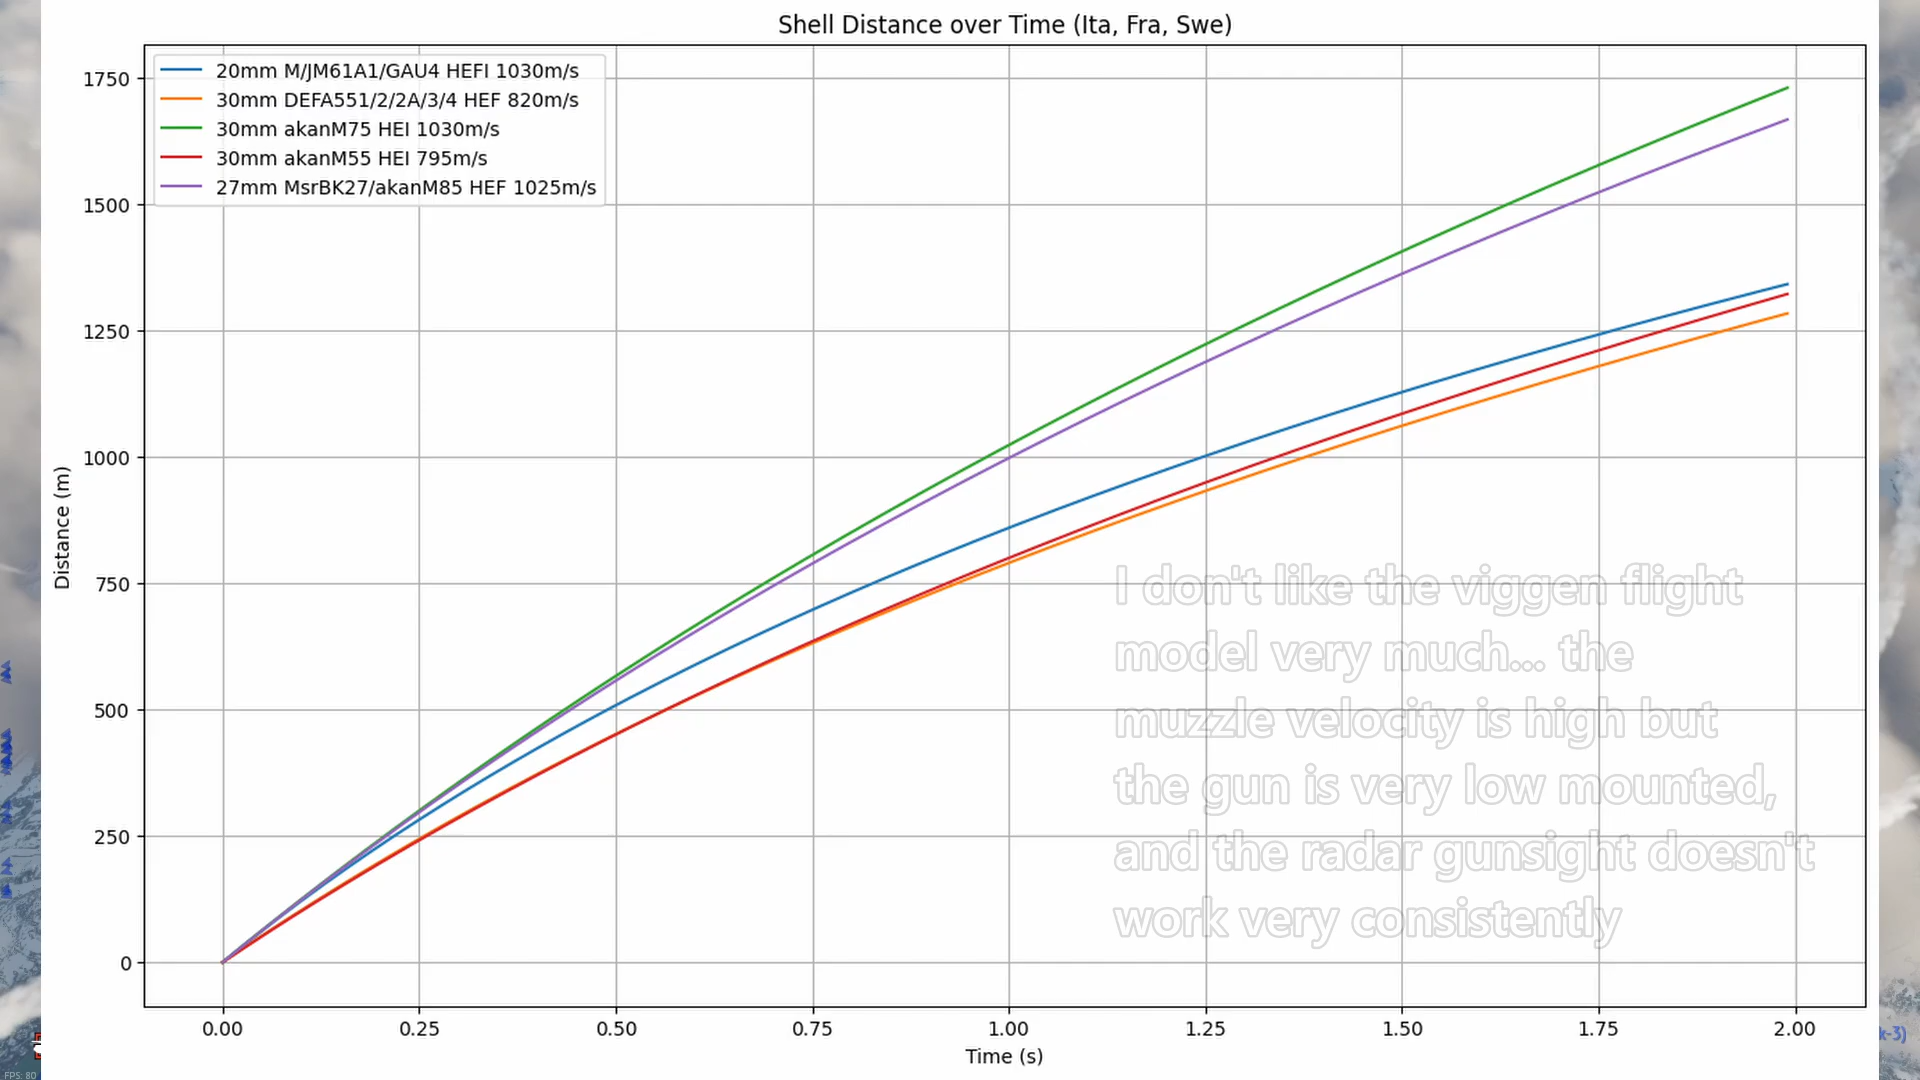 Shell Distance over Time (Ita, Fra, Swe)
20mm M/JM61A1/GAU4 HEFI 1030m/s
30mm DEFA551/2/2A/3/4 HEF 820m/s
30mm akanM75 HEI 1030m/s
30mm akanM55 HEI 795m/s
27mm MsrBK27/akanM85 HEF 1025m/s
1750
1500
1250
1000
750
500
250
0
Distance (m)
I don't like the viggen flight
model very much... the
muzzle velocity is high but
the gun is very low mounted,
and the radar gunsight doesn't
work very consistently
0.00 0.25 0.50 0.75 1.00 1.25 1.50 1.75 2.00
Time (s)
k-3)
FPS: 80